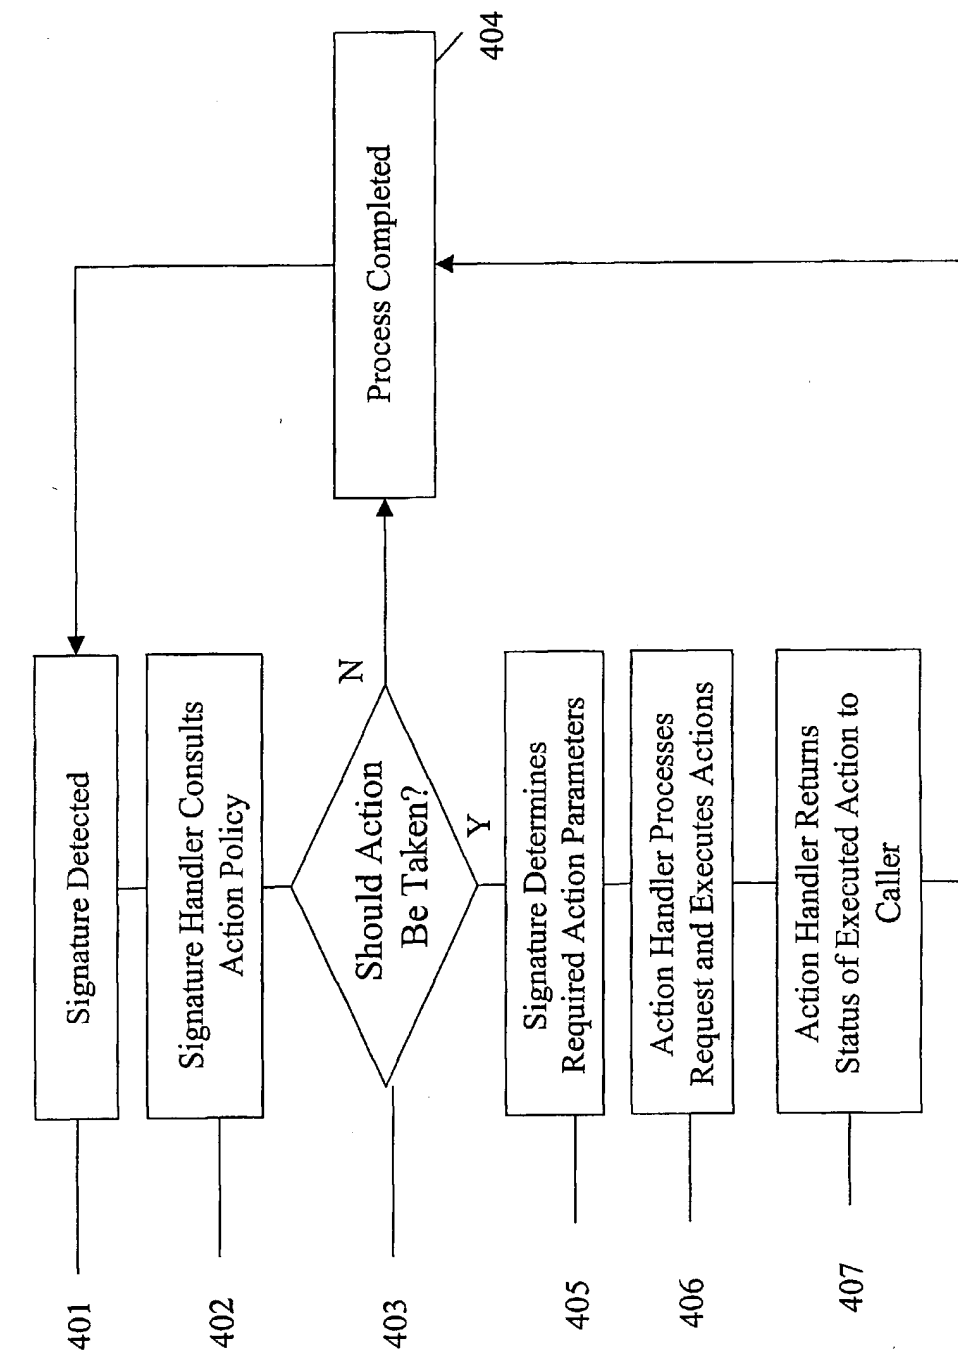 401
Signature Detected
402
Signature Handler Consults
Action Policy
403
Should Action
Be Taken?
N
Y
Process Completed
404
405
Signature Determines
Required Action Parameters
406
Action Handler Processes
Request and Executes Actions
407
Action Handler Returns
Status of Executed Action to
Caller